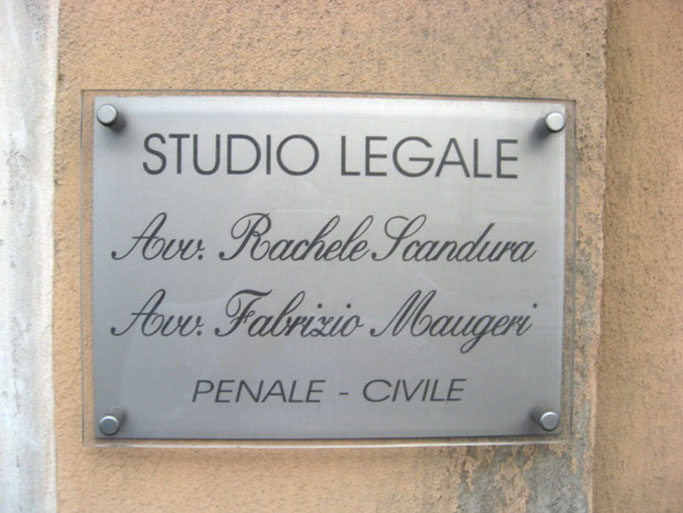 STUDIO LEGALE
Avv. Rachele Scandura
Avv. Fabrizio Maugeri
PENALE - CIVILE